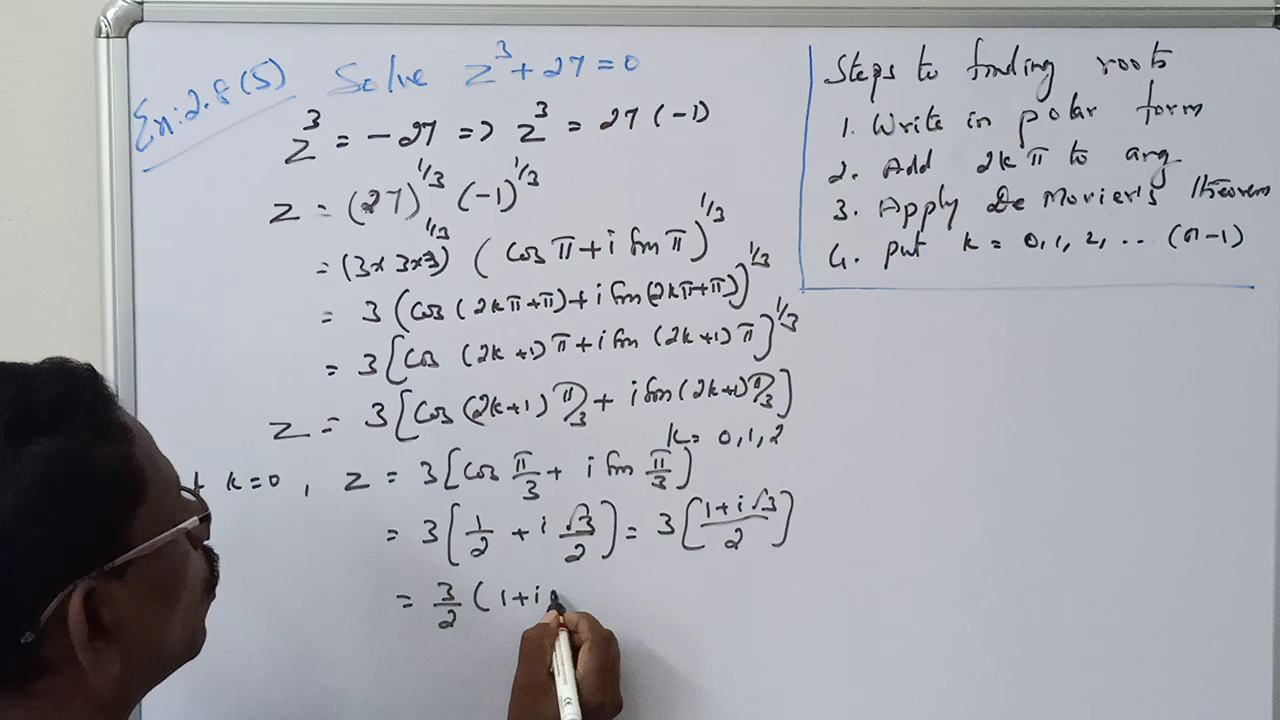 Ex: 2.8 (5) Solve z³ + 27 = 0
z³ = -27 => z³ = 27 (-1)
z = (27)^1/3 (-1)^1/3
= (3×3×3)^1/3 (cos π + i sin π)^1/3
= 3 (cos (2kπ+π) + i sin (2kπ+π))^1/3
= 3 [cos (2k+1) π + i sin (2k+1) π]^1/3
z = 3 [cos (2k+1) π/3 + i sin (2k+1) π/3]
k = 0, 1, 2
k=0, z = 3 [cos π/3 + i sin π/3]
= 3 [1/2 + i √3/2] = 3 [(1+i√3)/2]
= 3/2 (1+i
Steps to finding roots
1. Write in polar form
2. Add 2kπ to arg
3. Apply De Movier's theorem
4. put k = 0, 1, 2, .. (n-1)